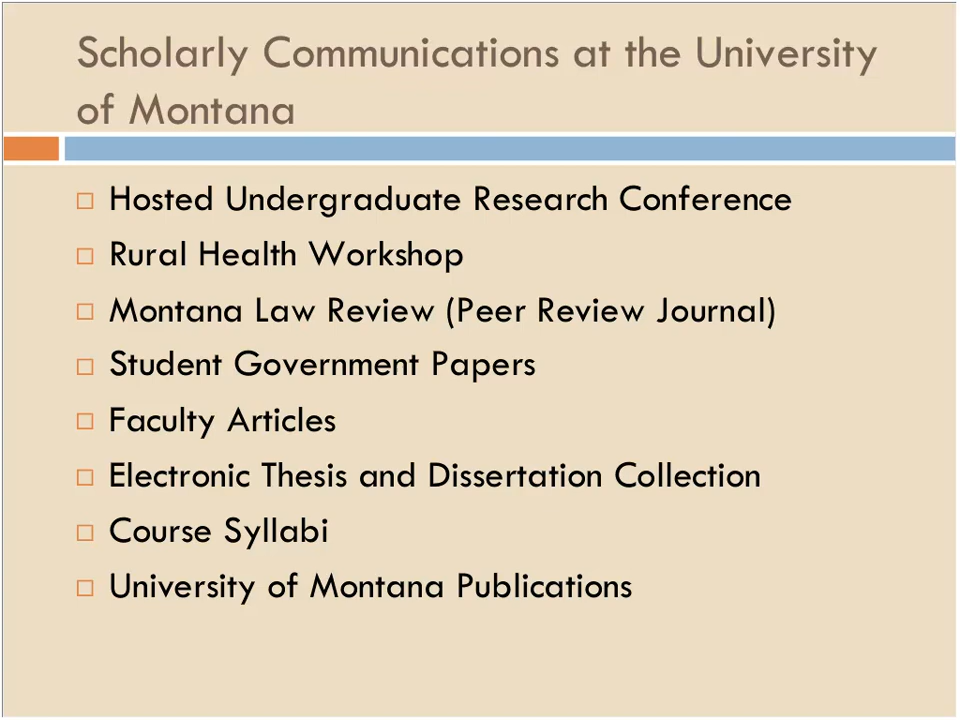 Scholarly Communications at the University
of Montana
Hosted Undergraduate Research Conference
Rural Health Workshop
Montana Law Review (Peer Review Journal)
Student Government Papers
Faculty Articles
Electronic Thesis and Dissertation Collection
Course Syllabi
University of Montana Publications